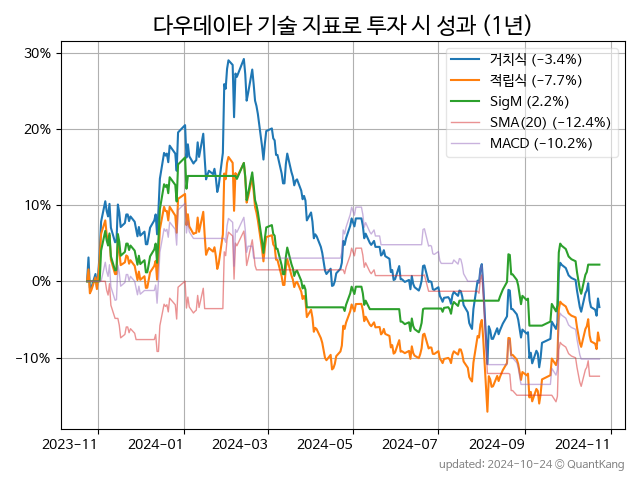 다우데이타 기술 지표로 투자 시 성과 (1년)
30%
20%
10%
0%
−10%
거치식 (−3.4%)
적립식 (−7.7%)
SigM (2.2%)
SMA(20) (−12.4%)
MACD (−10.2%)
2023−11 2024−01 2024−03 2024−05 2024−07 2024−09 2024−11
updated: 2024-10-24 © QuantKang